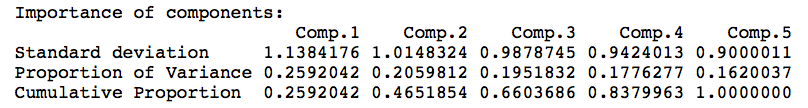 Importance of components:
                          Comp.1    Comp.2    Comp.3    Comp.4    Comp.5
Standard deviation     1.1384176 1.0148324 0.9878745 0.9424013 0.9000011
Proportion of Variance 0.2592042 0.2059812 0.1951832 0.1776277 0.1620037
Cumulative Proportion  0.2592042 0.4651854 0.6603686 0.8379963 1.0000000